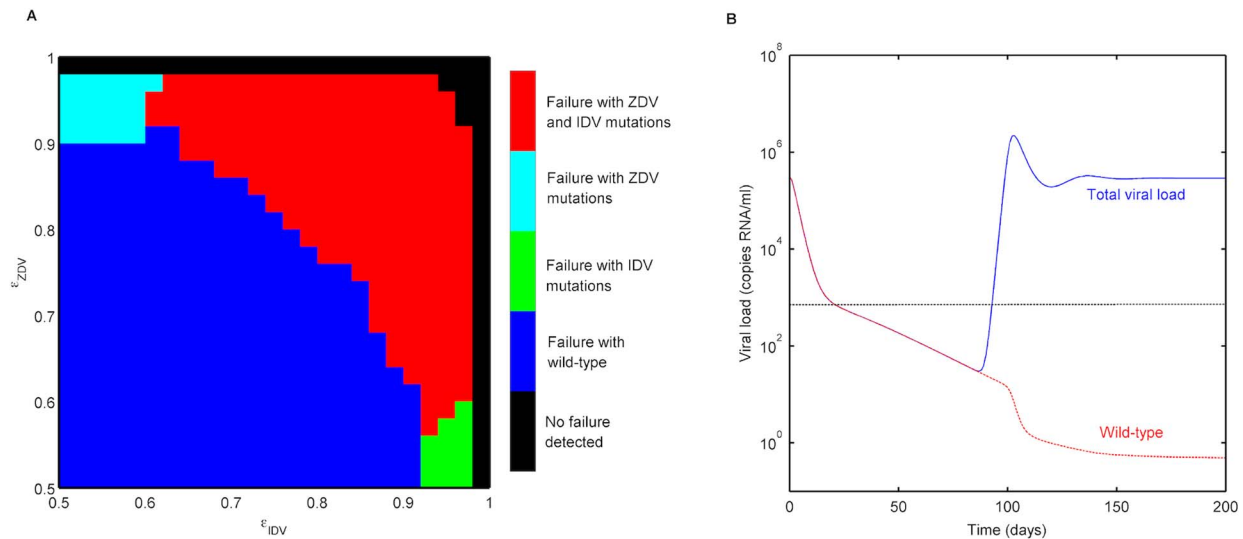 A
1
0.9
0.8
0.7
0.6
0.5
εZDV
0.5
0.6
0.7
0.8
0.9
1
εIDV
Failure with ZDV
and IDV mutations
Failure with ZDV
mutations
Failure with IDV
mutations
Failure with
wild-type
No failure
detected
B
10^8
10^6
10^4
10^2
10^0
Viral load (copies RNA/ml)
Total viral load
Wild-type
0
50
100
150
200
Time (days)